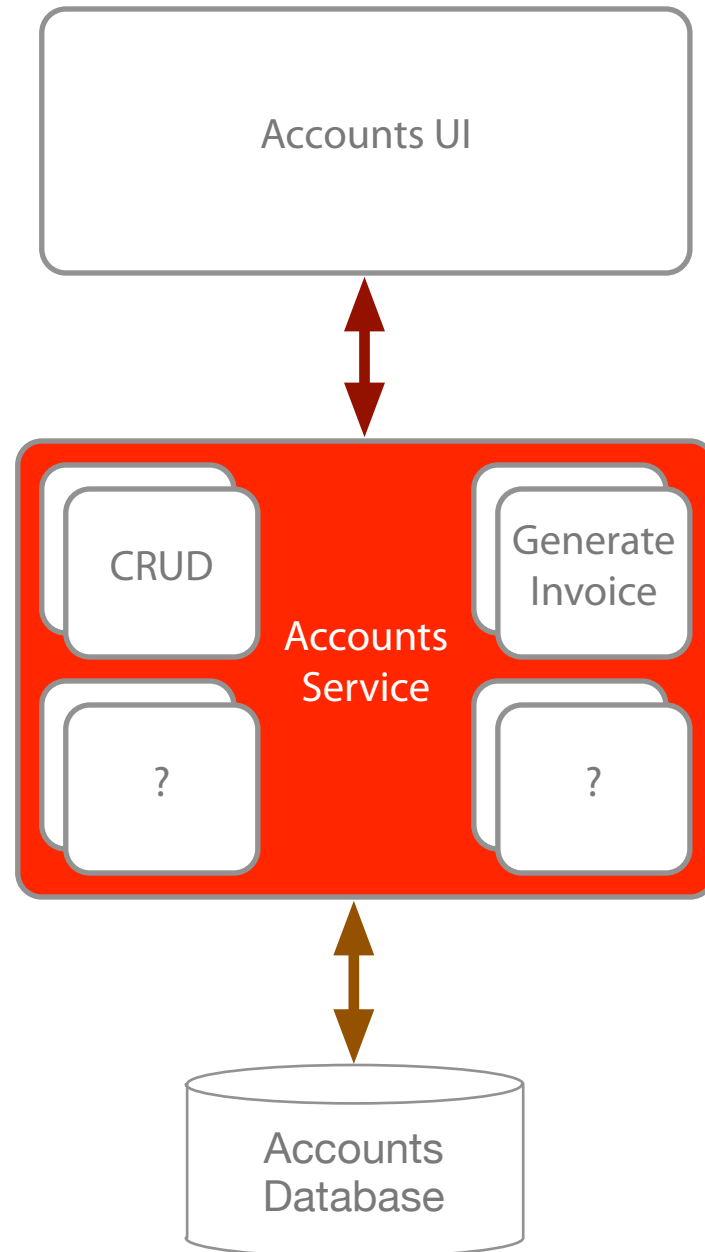 Accounts UI
CRUD
Generate
Invoice
Accounts
Service
?
?
Accounts
Database